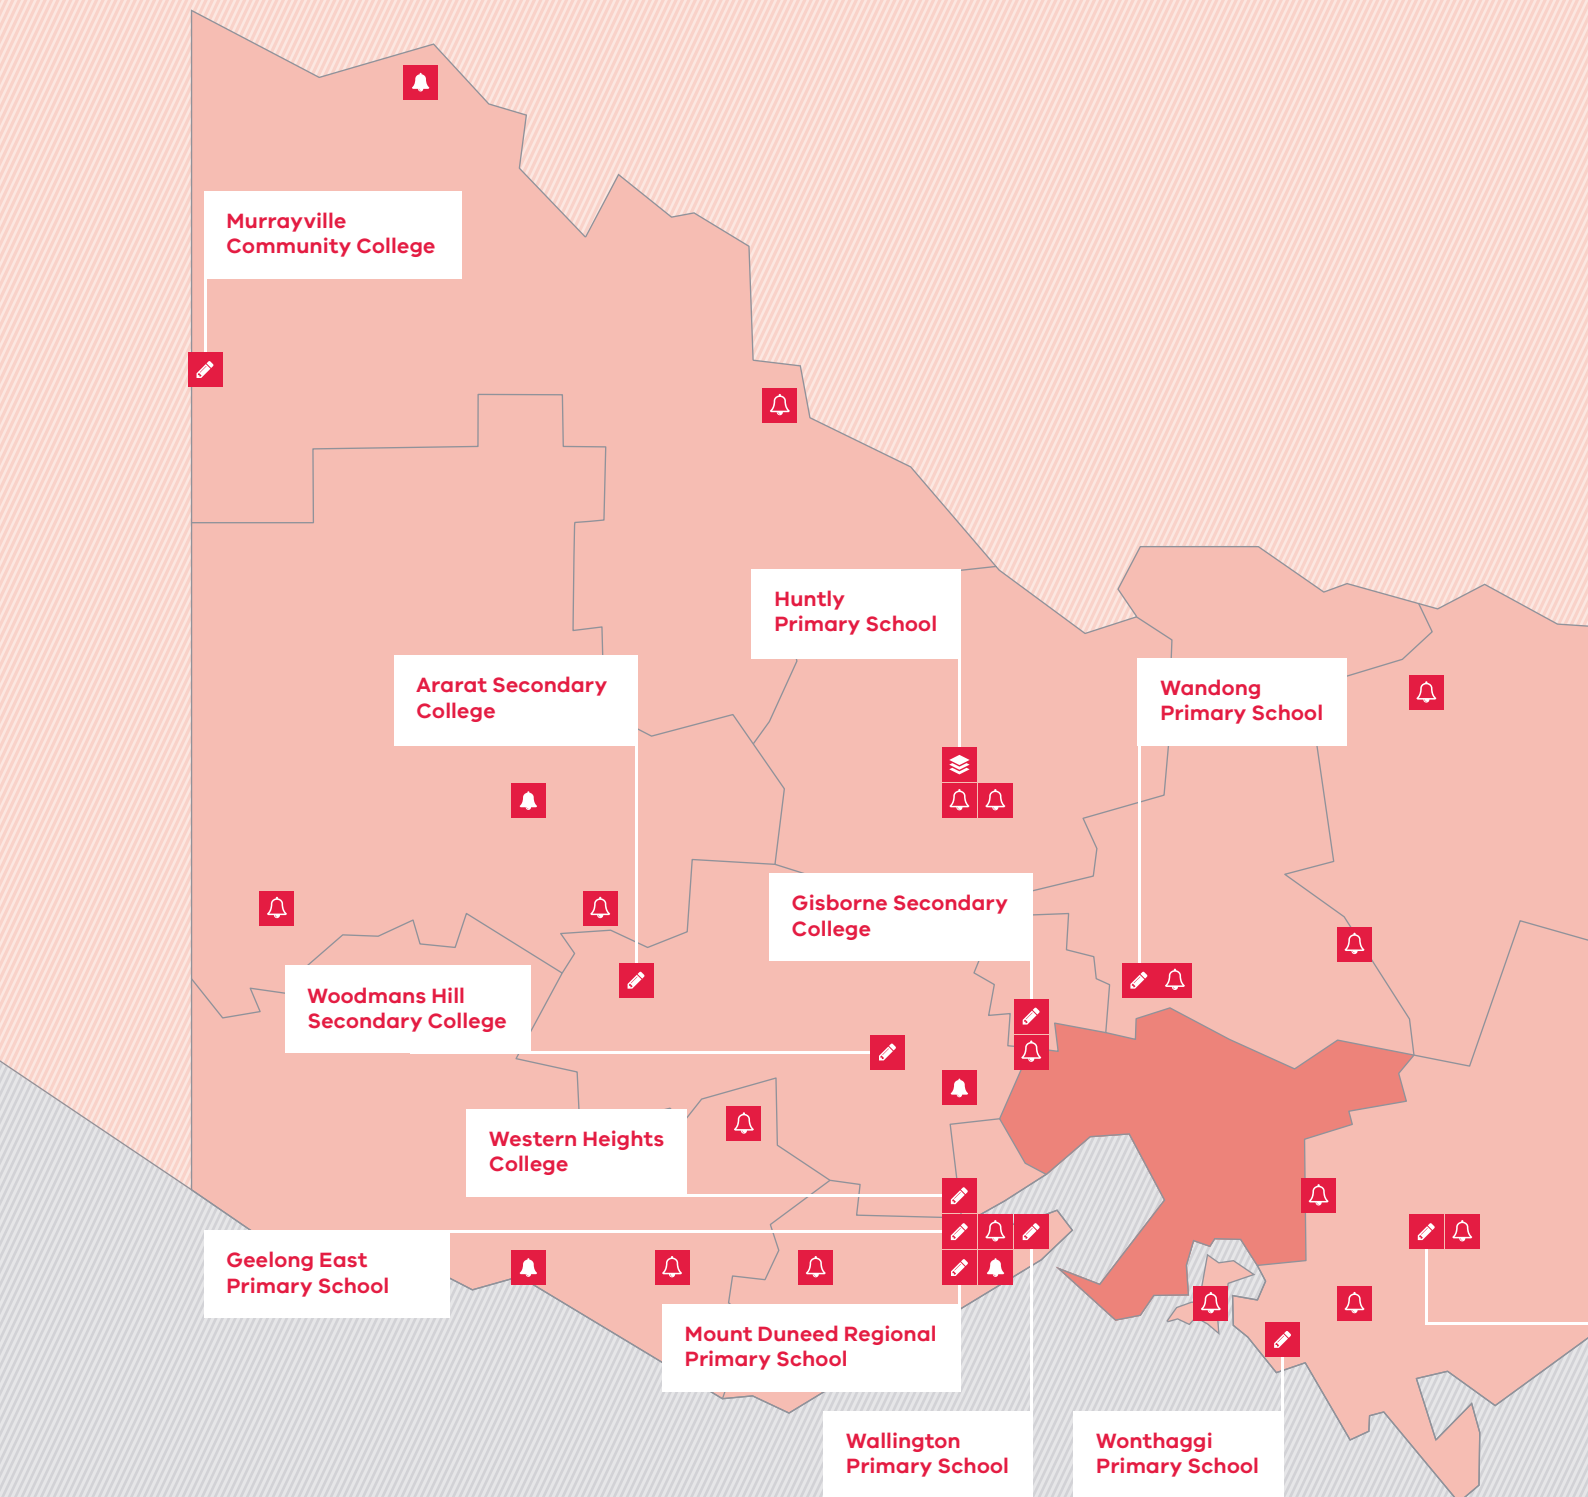 Murrayville
Community College
Huntly
Primary School
Ararat Secondary
College
Wandong
Primary School
Gisborne Secondary
College
Woodmans Hill
Secondary College
Western Heights
College
Geelong East
Primary School
Mount Duneed Regional
Primary School
Wallington
Primary School
Wonthaggi
Primary School